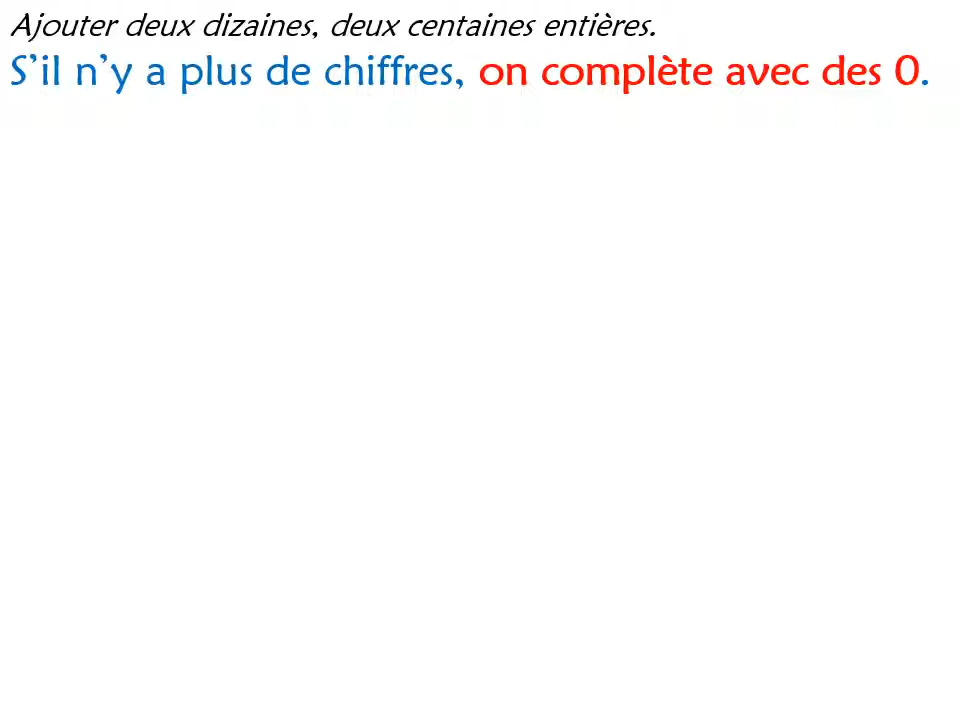 Ajouter deux dizaines, deux centaines entières.
S’il n’y a plus de chiffres, on complète avec des 0.